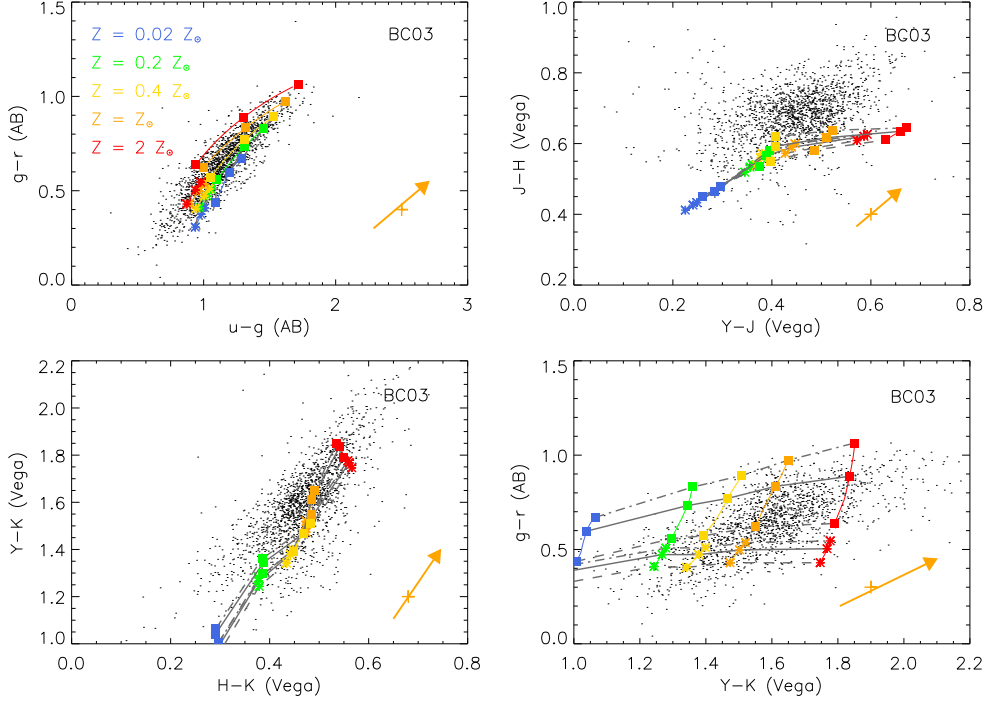 1.5
1.0
0.5
0.0
g-r (AB)
Z = 0.02 Z⊙
Z = 0.2 Z⊙
Z = 0.4 Z⊙
Z = Z⊙
Z = 2 Z⊙
BC03
0 1 2 3
u-g (AB)
1.0
0.8
0.6
0.4
0.2
J-H (Vega)
BC03
0.0 0.2 0.4 0.6 0.8
Y-J (Vega)
2.2
2.0
1.8
1.6
1.4
1.2
1.0
Y-K (Vega)
BC03
0.0 0.2 0.4 0.6 0.8
H-K (Vega)
1.5
1.0
0.5
0.0
g-r (AB)
BC03
1.0 1.2 1.4 1.6 1.8 2.0 2.2
Y-K (Vega)